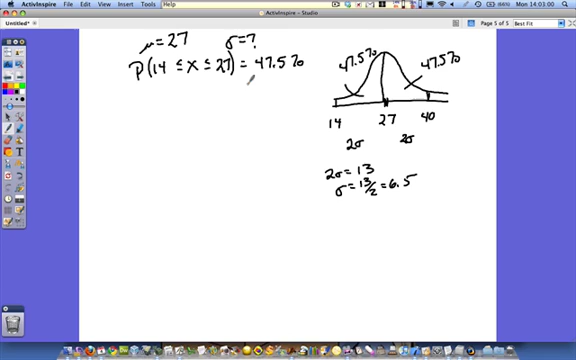 ActivInspire File Edit View Insert Tools Help
Mon 14:03:00
ActivInspire - Studio
Untitled*
Page 5 of 5
Best Fit
μ = 27 σ = ?
P(14 ≤ X ≤ 27) = 47.5%
47.5% 47.5%
14 27 40
2σ 2σ
2σ = 13
σ = 13/2 = 6.5